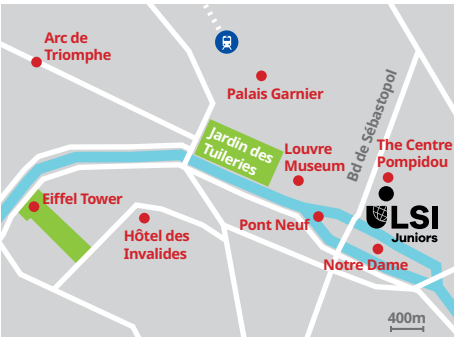 Arc de
Triomphe
Palais Garnier
Bd de Sébastopol
Jardin des
Tuileries
Louvre
Museum
The Centre
Pompidou
Eiffel Tower
LSI
Juniors
Pont Neuf
Hôtel des
Invalides
Notre Dame
400m